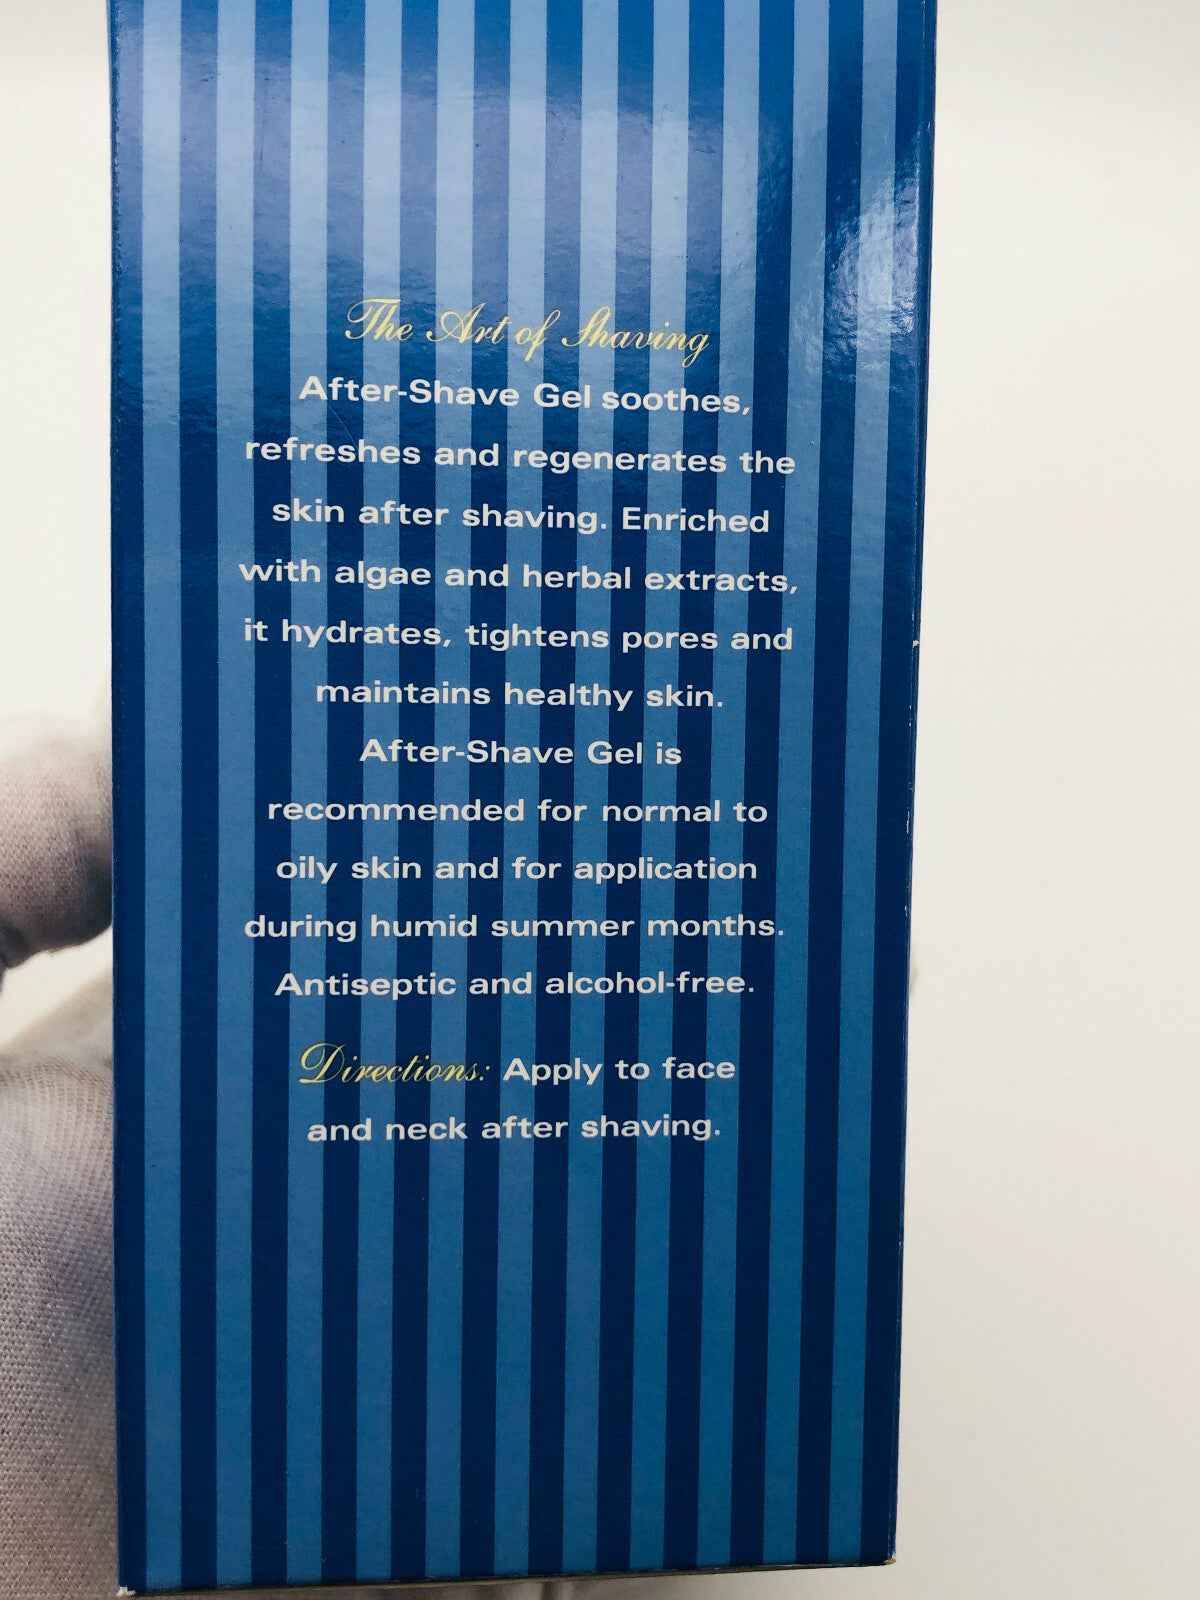 The Art of Shaving
After-Shave Gel soothes,
refreshes and regenerates the
skin after shaving. Enriched
with algae and herbal extracts,
it hydrates, tightens pores and
maintains healthy skin.
After-Shave Gel is
recommended for normal to
oily skin and for application
during humid summer months.
Antiseptic and alcohol-free.
Directions: Apply to face
and neck after shaving.